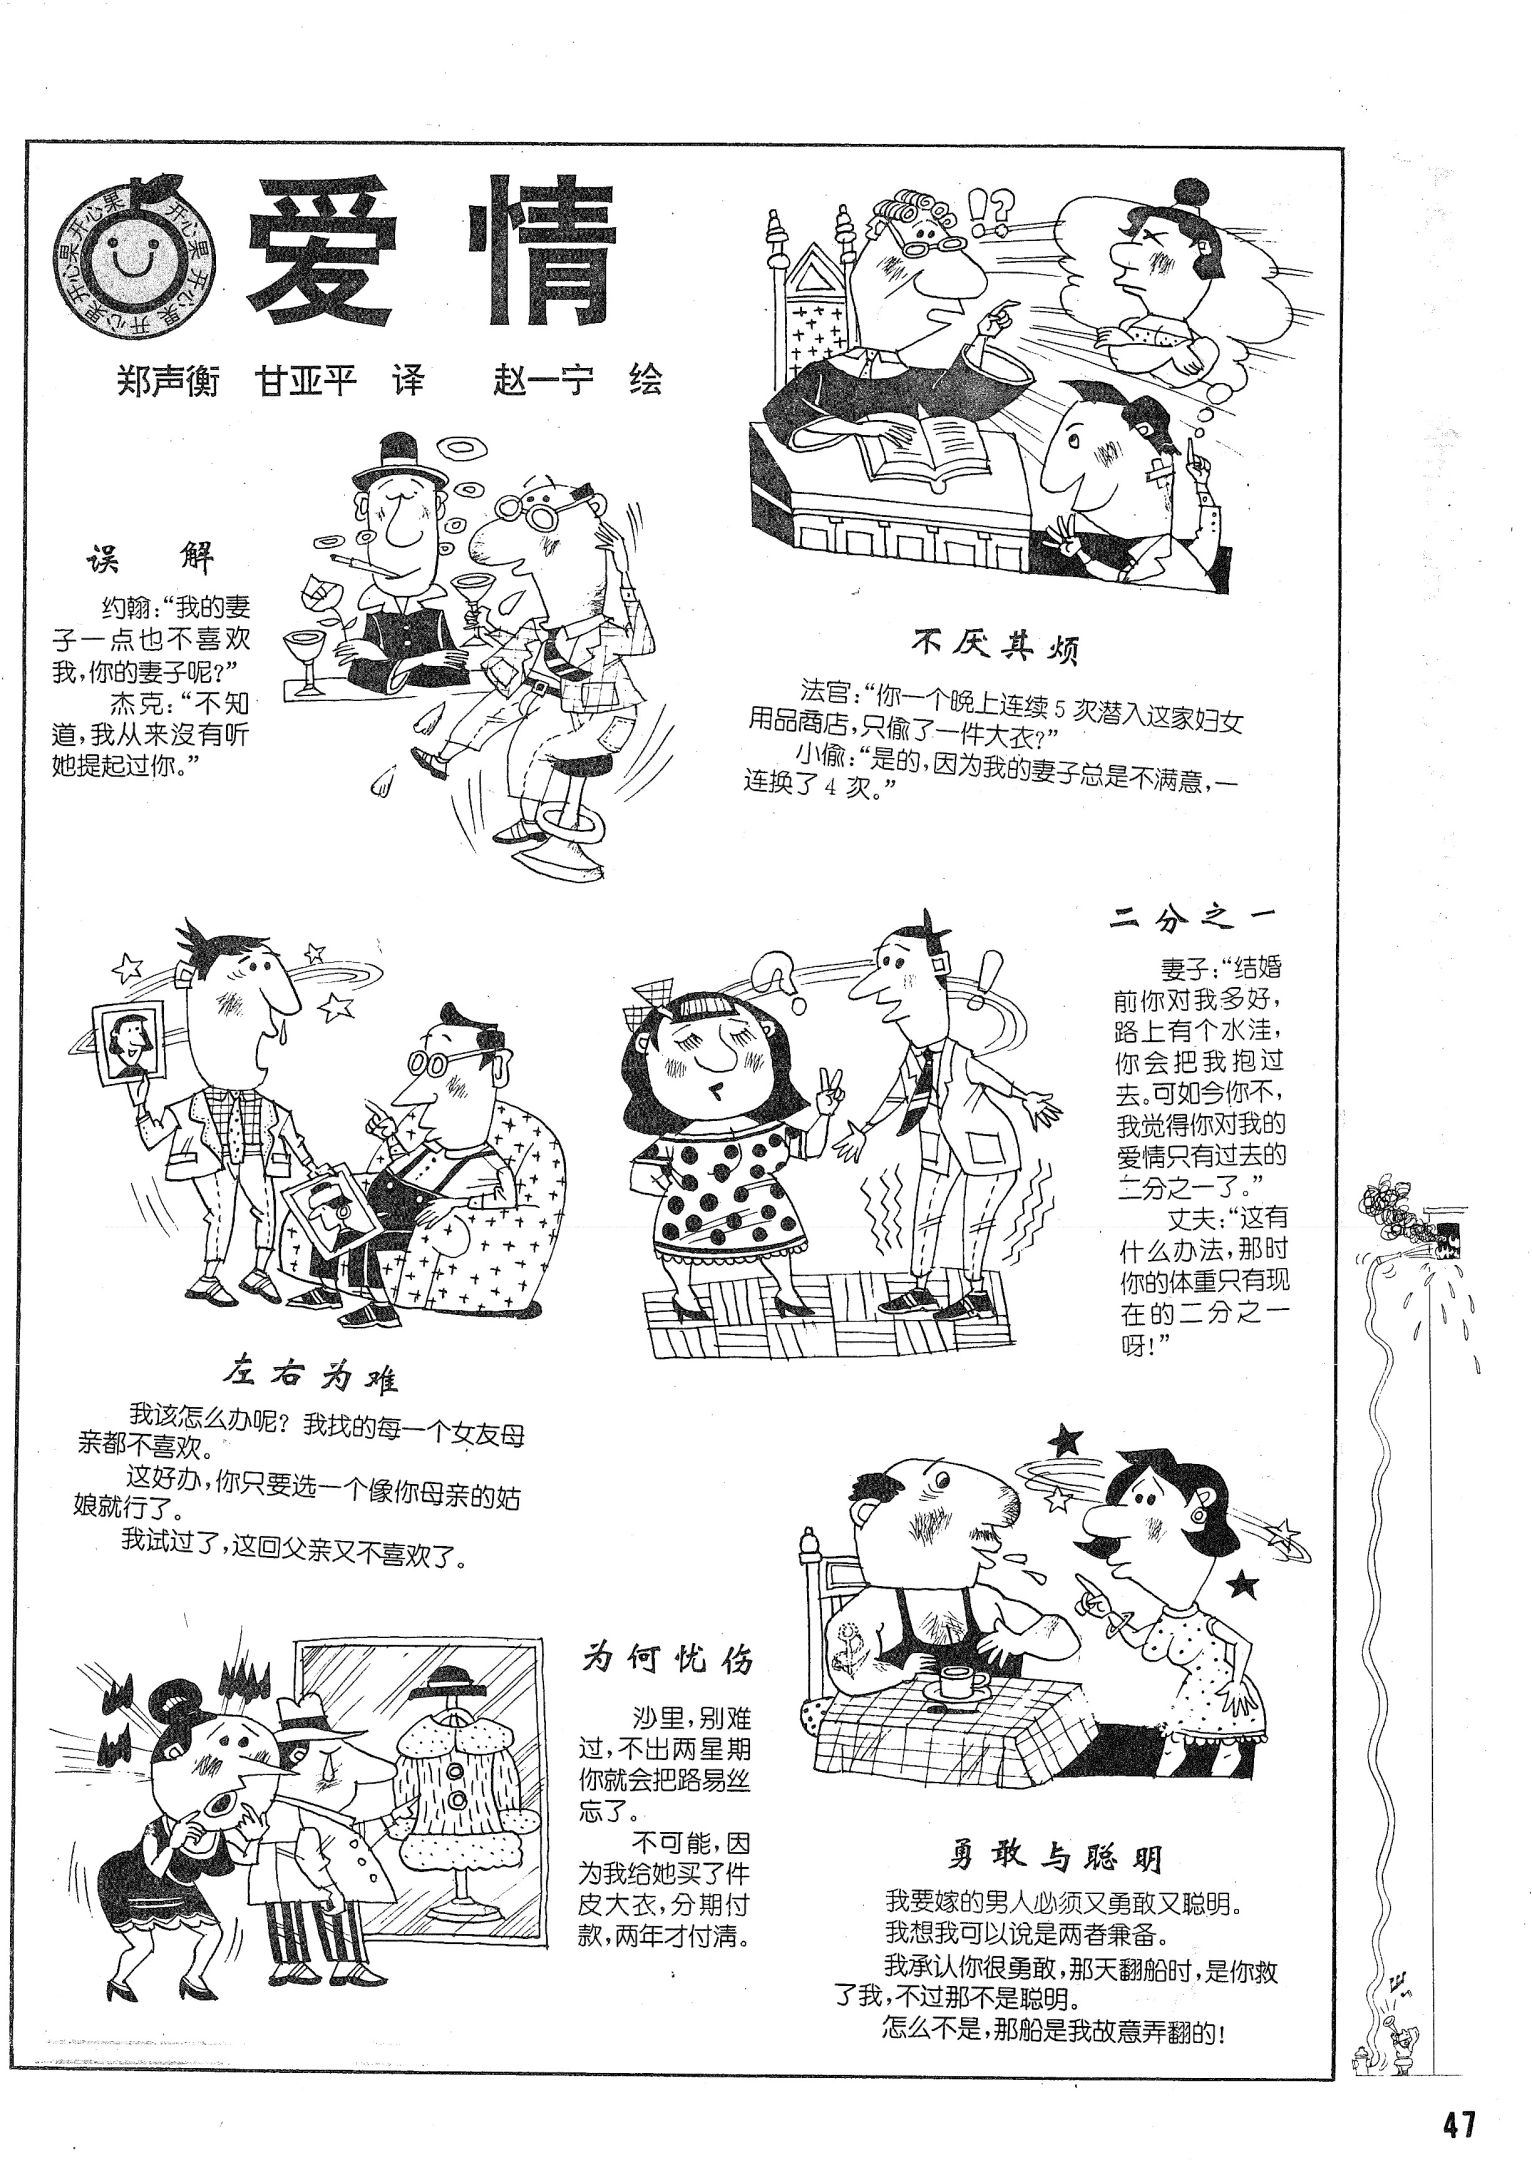 开心果 开心果 开心果 开心果 开心果
爱情
郑声衡 甘亚平 译 赵一宁 绘
误解
约翰:“我的妻
子一点也不喜欢
我,你的妻子呢?”
杰克:“不知
道,我从来沒有听
她提起过你。”
!?
不厌其烦
法官:“你一个晚上连续5次潜入这家妇女
用品商店,只偷了一件大衣?”
小偷:“是的,因为我的妻子总是不满意,一
连换了4次。”
左右为难
我该怎么办呢? 我找的每一个女友母
亲都不喜欢。
这好办,你只要选一个像你母亲的姑
娘就行了。
我试过了,这回父亲又不喜欢了。
? !
二分之一
妻子:“结婚
前你对我多好,
路上有个水洼,
你会把我抱过
去。可如今你不,
我觉得你对我的
爱情只有过去的
二分之一了。”
丈夫:“这有
什么办法,那时
你的体重只有现
在的二分之一
呀!”
为何忧伤
沙里,别难
过,不出两星期
你就会把路易丝
忘了。
不可能,因
为我给她买了件
皮大衣,分期付
款,两年才付清。
勇敢与聪明
我要嫁的男人必须又勇敢又聪明。
我想我可以说是两者兼备。
我承认你很勇敢,那天翻船时,是你救
了我,不过那不是聪明。
怎么不是,那船是我故意弄翻的!
47